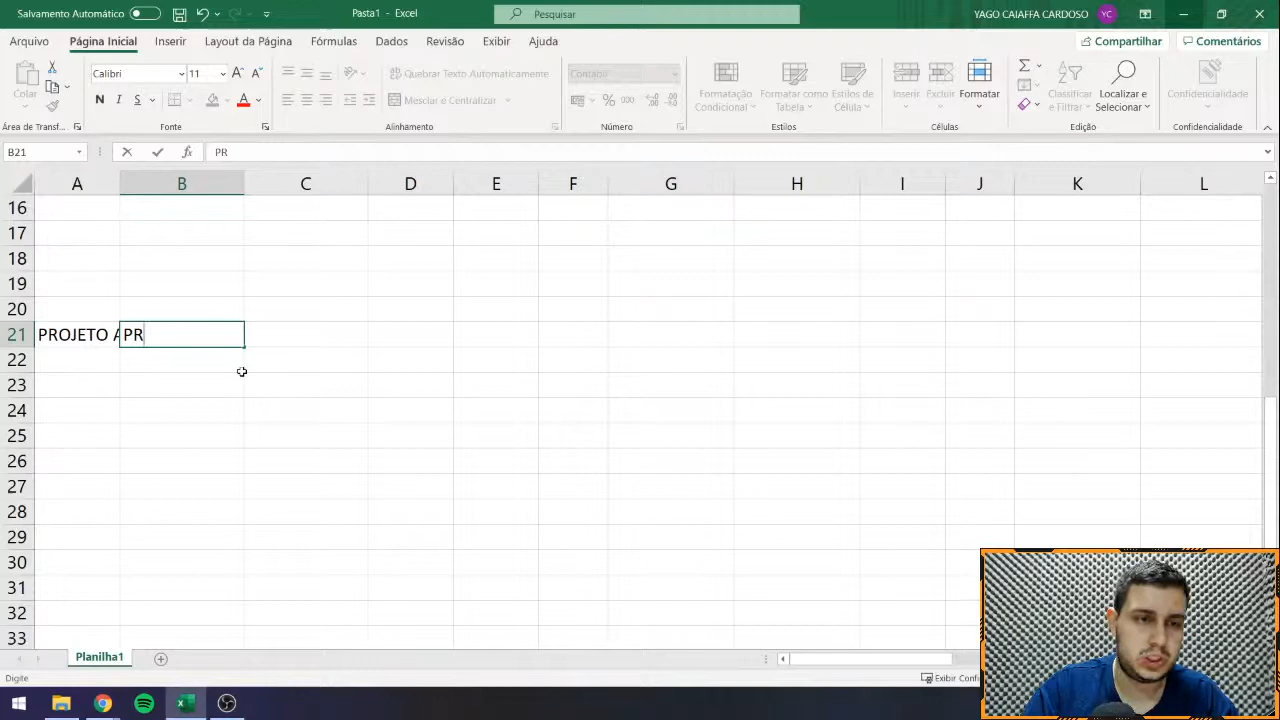 Salvamento Automático
Pasta1 - Excel
Pesquisar
YAGO CAIAFFA CARDOSO YC
Arquivo Página Inicial Inserir Layout da Página Fórmulas Dados Revisão Exibir Ajuda
Compartilhar Comentários
Colar
Calibri 11
N I S
A
Quebrar Texto Automaticamente
Mesclar e Centralizar
Contábil
% 000
Formatação Condicional
Formatar como Tabela
Estilos de Célula
Inserir Excluir Formatar
Classificar e Filtrar
Localizar e Selecionar
Confidencialidade
Área de Transf... Fonte Alinhamento Número Estilos Células Edição Confidencialidade
B21 fx PR
A B C D E F G H I J K L
16
17
18
19
20
21 PROJETO A PR
22
23
24
25
26
27
28
29
30
31
32
33
Planilha1
Digite
Exibir Confi